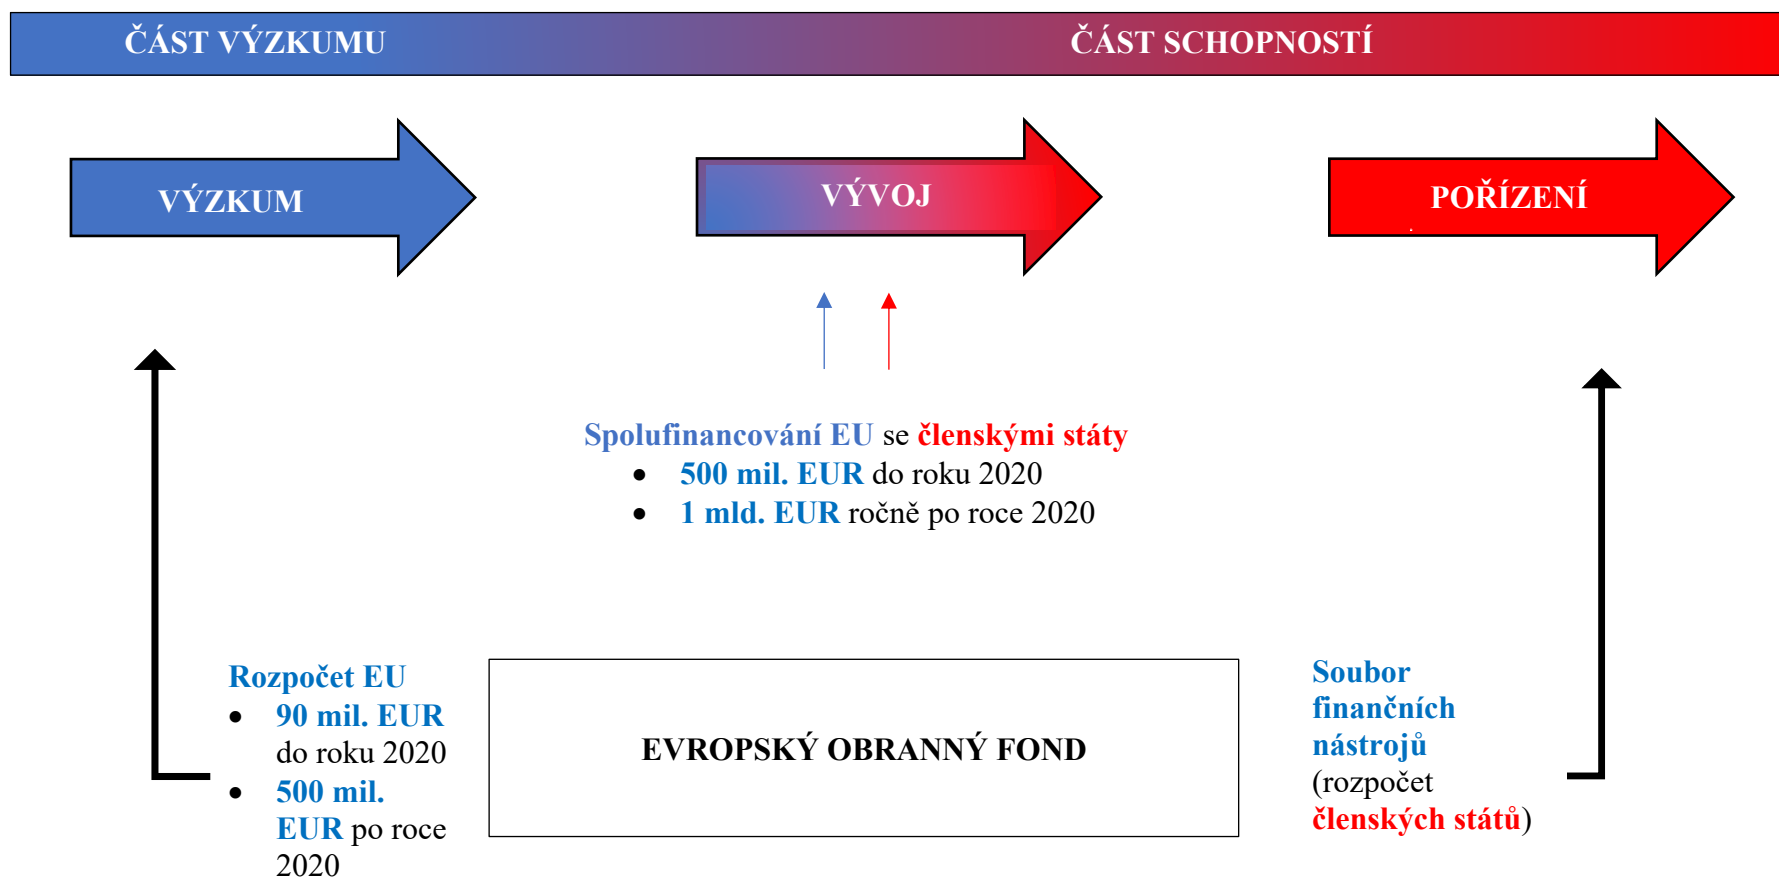 ČÁST VÝZKUMU
ČÁST SCHOPNOSTÍ
VÝZKUM
VÝVOJ
POŘÍZENÍ
Spolufinancování EU se členskými státy
• 500 mil. EUR do roku 2020
• 1 mld. EUR ročně po roce 2020
Rozpočet EU
• 90 mil. EUR
do roku 2020
• 500 mil.
EUR po roce
2020
EVROPSKÝ OBRANNÝ FOND
Soubor
finančních
nástrojů
(rozpočet
členských států)